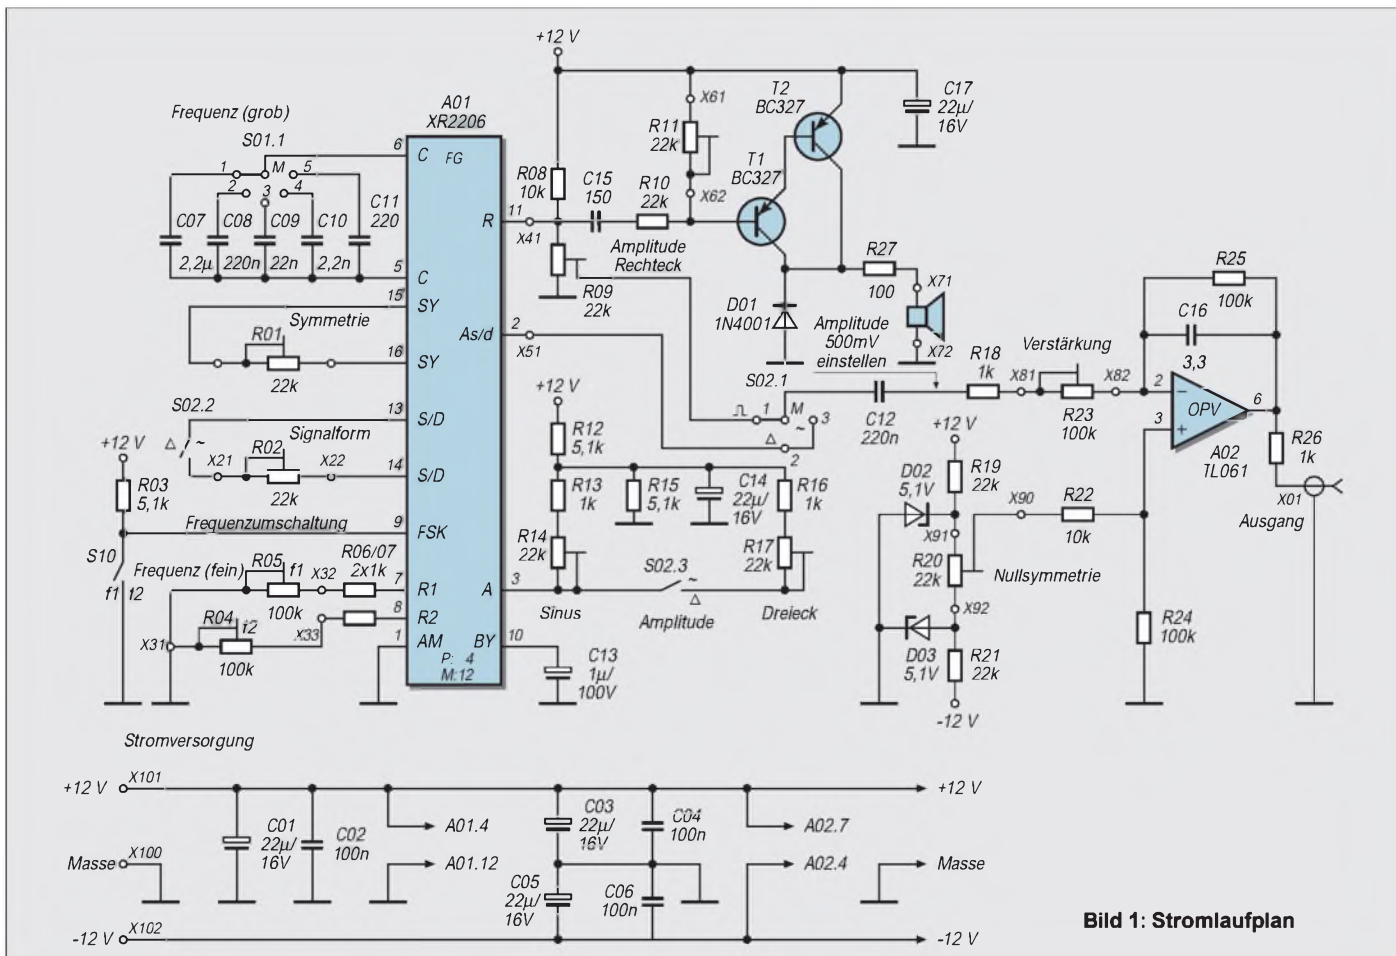 +12 V
Frequenz (grob)
S01.1
1
M
5
2
3
4
C07
2,2µ
C08
220n
C09
22n
C10
2,2n
C11
220
A01
XR2206
6
C
FG
5
C
15
SY
Symmetrie
R01
22k
16
SY
S02.2
13
S/D
Signalform
△
~
X21
R02
X22
14
S/D
22k
+12 V
R03
5,1k
Frequenzumschaltung
9
FSK
S10
f1
f2
Frequenz (fein)
R05
f1
X32
R06/07
2x1k
7
R1
100k
8
R2
R04
f2
X33
X31
100k
1
AM
P: 4
M:12
R
11
X41
As/d
2
X51
A
3
BY
10
C13
1µ/
100V
R08
10k
C15
150
R10
22k
X61
R11
22k
X62
Amplitude
Rechteck
R09
22k
T2
BC327
T1
BC327
C17
22µ/
16V
R27
100
D01
1N4001
X71
X72
Amplitude
500mV
einstellen
S02.1
1
M
3
~
△
2
C12
220n
R18
1k
X81
Verstärkung
X82
R23
100k
R25
100k
C16
3,3
2
−
3
+
OPV
6
A02
TL061
R26
1k
X01
Ausgang
+12 V
R12
5,1k
R13
1k
R15
5,1k
C14
22µ/
16V
R16
1k
R14
22k
R17
22k
S02.3
~
△
Sinus
Amplitude
Dreieck
+12 V
D02
5,1V
R19
22k
X90
R22
10k
X91
R20
22k
Nullsymmetrie
X92
D03
5,1V
R21
22k
-12 V
R24
100k
Stromversorgung
+12 V
X101
C01
22µ/
16V
C02
100n
A01.4
A01.12
C03
22µ/
16V
C04
100n
C05
22µ/
16V
C06
100n
A02.7
A02.4
+12 V
Masse
X100
Masse
-12 V
X102
-12 V
Bild 1: Stromlaufplan